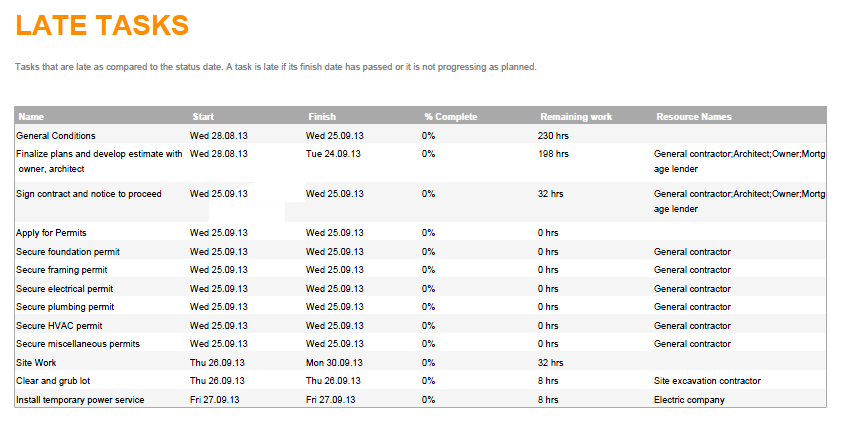 LATE TASKS
Tasks that are late as compared to the status date. A task is late if its finish date has passed or it is not progressing as planned.
Name Start Finish % Complete Remaining work Resource Names
General Conditions Wed 28.08.13 Wed 25.09.13 0% 230 hrs
Finalize plans and develop estimate with Wed 28.08.13 Tue 24.09.13 0% 198 hrs General contractor;Architect;Owner;Mortg
owner, architect age lender
Sign contract and notice to proceed Wed 25.09.13 Wed 25.09.13 0% 32 hrs General contractor;Architect;Owner;Mortg
age lender
Apply for Permits Wed 25.09.13 Wed 25.09.13 0% 0 hrs
Secure foundation permit Wed 25.09.13 Wed 25.09.13 0% 0 hrs General contractor
Secure framing permit Wed 25.09.13 Wed 25.09.13 0% 0 hrs General contractor
Secure electrical permit Wed 25.09.13 Wed 25.09.13 0% 0 hrs General contractor
Secure plumbing permit Wed 25.09.13 Wed 25.09.13 0% 0 hrs General contractor
Secure HVAC permit Wed 25.09.13 Wed 25.09.13 0% 0 hrs General contractor
Secure miscellaneous permits Wed 25.09.13 Wed 25.09.13 0% 0 hrs General contractor
Site Work Thu 26.09.13 Mon 30.09.13 0% 32 hrs
Clear and grub lot Thu 26.09.13 Thu 26.09.13 0% 8 hrs Site excavation contractor
Install temporary power service Fri 27.09.13 Fri 27.09.13 0% 8 hrs Electric company